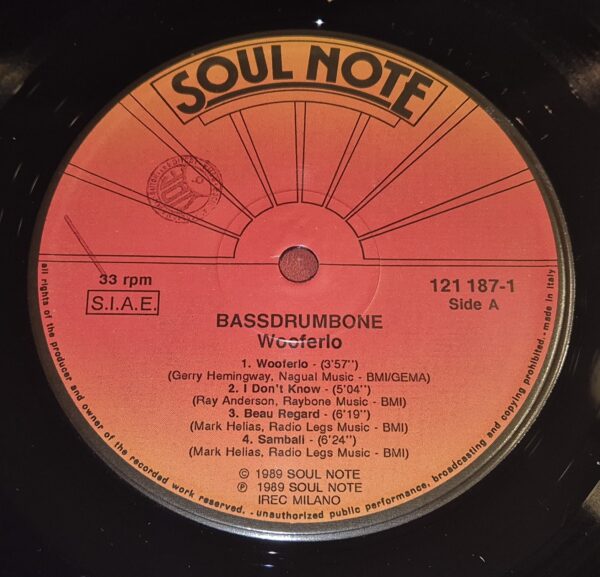 SOUL NOTE
33 rpm
S.I.A.E.
121 187-1
Side A
BASSDRUMBONE
Wooferlo
1. Wooferlo - (3'57'')
(Gerry Hemingway, Nagual Music - BMI/GEMA)
2. I Don't Know - (5'04'')
(Ray Anderson, Raybone Music - BMI)
3. Beau Regard - (6'19'')
(Mark Helias, Radio Legs Music - BMI)
4. Sambali - (6'24'')
(Mark Helias, Radio Legs Music - BMI)
© 1989 SOUL NOTE
℗ 1989 SOUL NOTE
IREC MILANO
all rights of the producer and owner of the recorded work reserved. - unauthorized public performance, broadcasting and copying prohibited. - made in italy